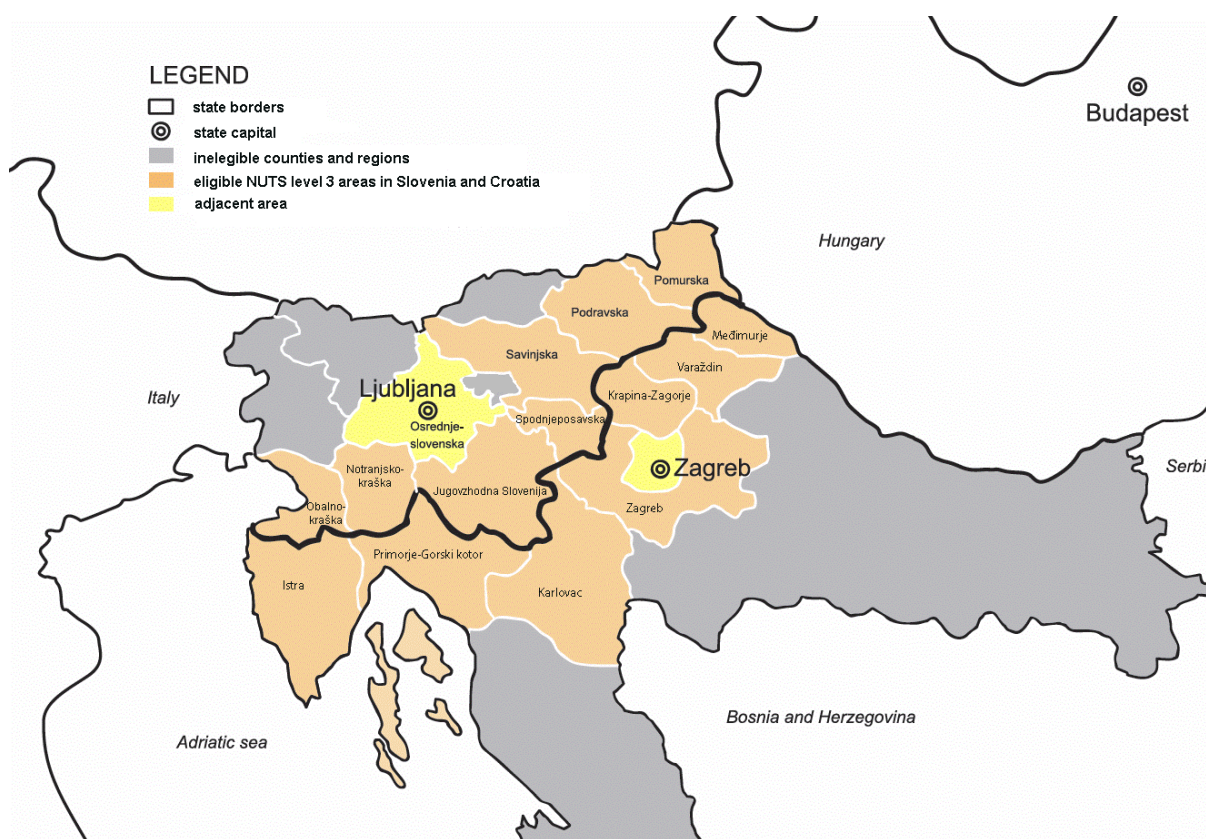 LEGEND
state borders
state capital
inelegible counties and regions
eligible NUTS level 3 areas in Slovenia and Croatia
adjacent area
Budapest
Hungary
Pomurska
Podravska
Međimurje
Savinjska
Varaždin
Italy
Ljubljana
Krapina-Zagorje
Osrednje-
slovenska
Spodnjeposavska
Serbi
Notranjsko-
kraška
Zagreb
Jugovzhodna Slovenija
Obalno-
kraška
Zagreb
Primorje-Gorski kotor
Istra
Karlovac
Bosnia and Herzegovina
Adriatic sea